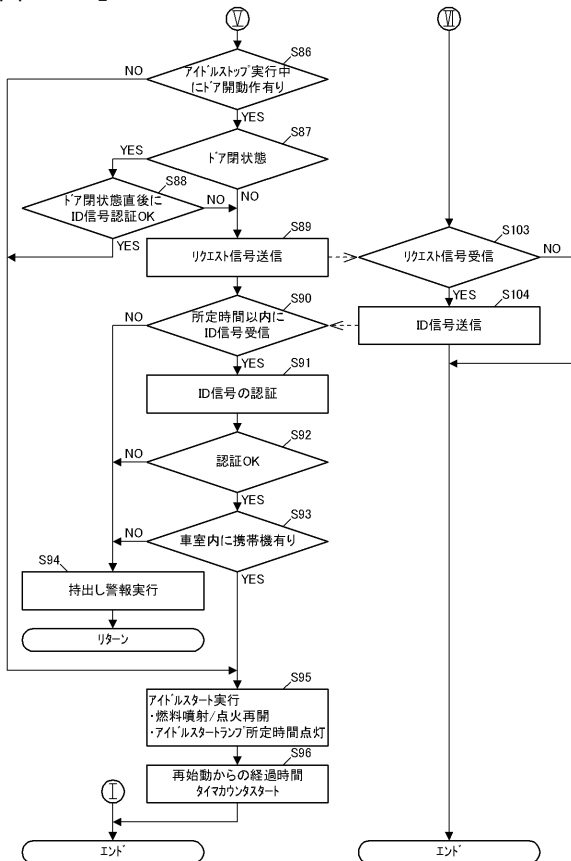 Ⅴ
Ⅶ
S86
アイドルストップ実行中
にドア開動作有り
NO
YES
S87
ドア閉状態
YES
NO
S88
ドア閉状態直後に
ID信号認証OK
NO
YES
S89
リクエスト信号送信
S103
リクエスト信号受信
NO
YES
S90
所定時間以内に
ID信号受信
NO
YES
S104
ID信号送信
S91
ID信号の認証
S92
認証OK
NO
YES
S93
車室内に携帯機有り
NO
YES
S94
持出し警報実行
リターン
S95
アイドルスタート実行
・燃料噴射/点火再開
・アイドルスタートランプ所定時間点灯
S96
再始動からの経過時間
タイマカウンタスタート
Ⅰ
エンド
エンド